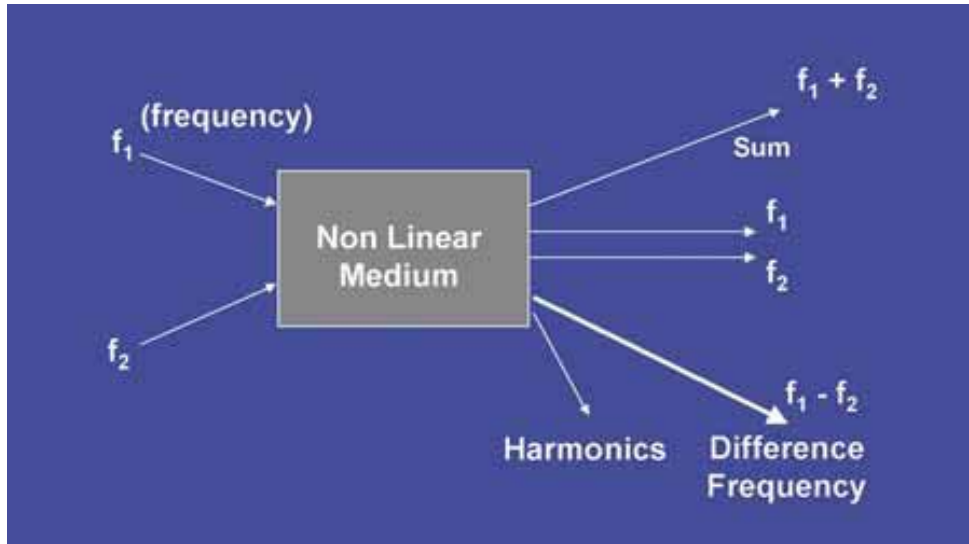 (frequency)
f₁
f₂
Non Linear
Medium
f₁ + f₂
Sum
f₁
f₂
f₁ - f₂
Harmonics
Difference
Frequency